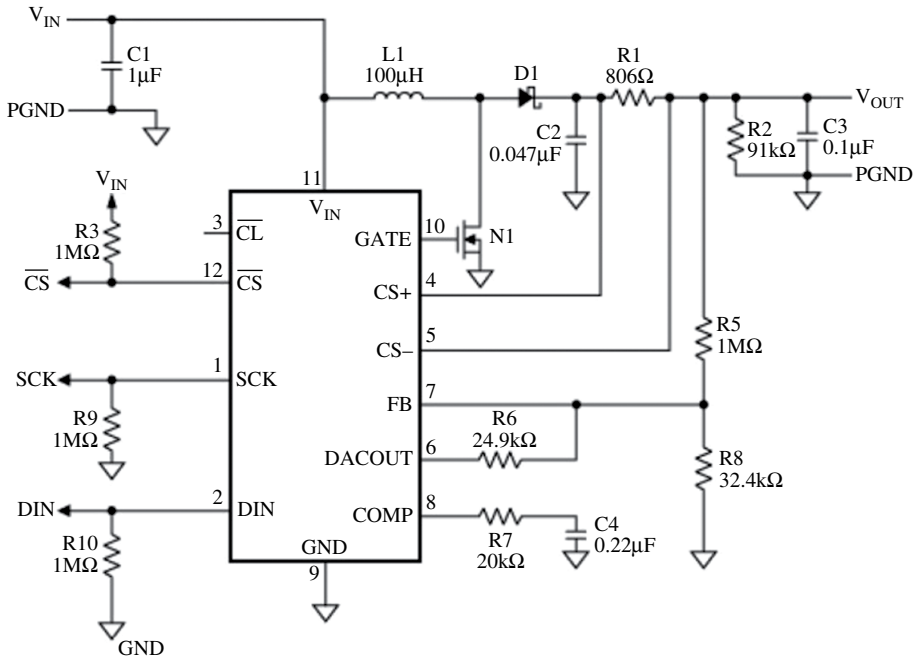 V_IN
C1
1μF
PGND
L1
100μH
D1
R1
806Ω
V_OUT
C2
0.047μF
R2
91kΩ
C3
0.1μF
PGND
V_IN
R3
1MΩ
CS
SCK
R9
1MΩ
DIN
R10
1MΩ
GND
11
V_IN
3
CL
12
CS
1
SCK
2
DIN
GND
9
10
GATE
N1
4
CS+
5
CS–
7
FB
6
DACOUT
8
COMP
R6
24.9kΩ
R7
20kΩ
C4
0.22μF
R5
1MΩ
R8
32.4kΩ